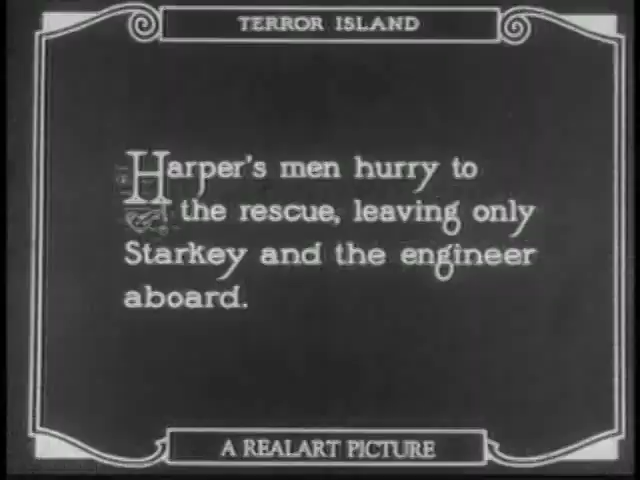 TERROR ISLAND
Harper's men hurry to
the rescue, leaving only
Starkey and the engineer
aboard.
A REALART PICTURE